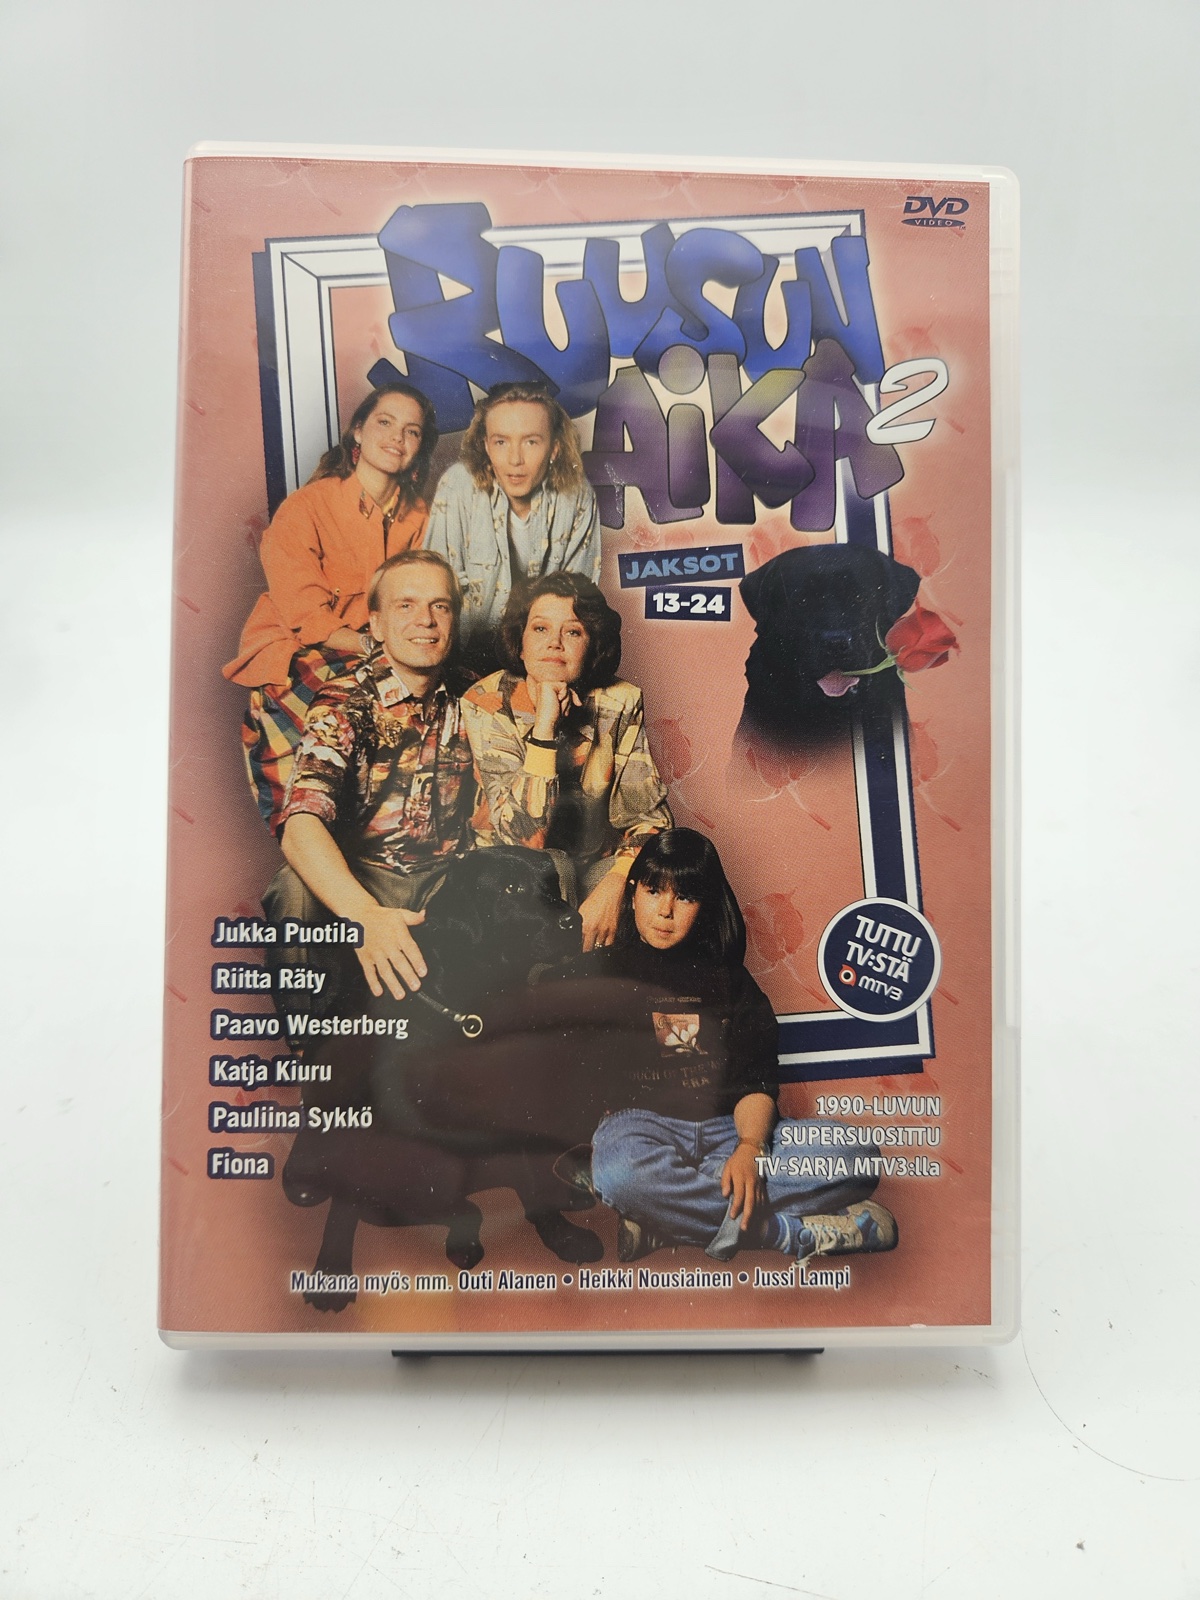 DVD
VIDEO
RUUSUN
AIKA 2
JAKSOT
13-24
TUTTU
TV:STÄ
MTV3
Jukka Puotila
Riitta Räty
Paavo Westerberg
Katja Kiuru
Pauliina Sykkö
Fiona
1990-LUVUN
SUPERSUOSITTU
TV-SARJA MTV3:lla
Mukana myös mm. Outi Alanen • Heikki Nousiainen • Jussi Lampi